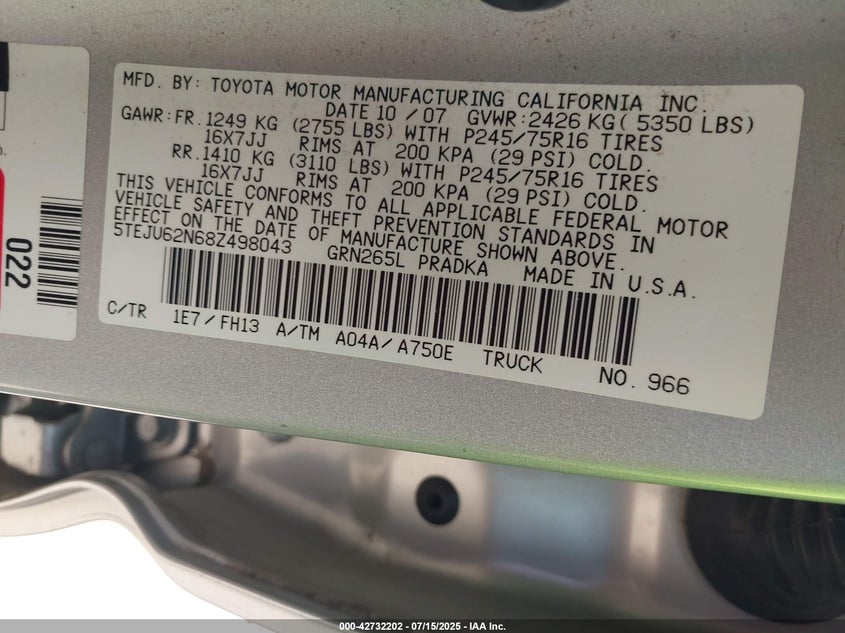 MFD. BY: TOYOTA MOTOR MANUFACTURING CALIFORNIA INC.
DATE 10 / 07 GVWR: 2426 KG( 5350 LBS)
GAWR: FR. 1249 KG (2755 LBS) WITH P245/75R16 TIRES
16X7JJ RIMS AT 200 KPA (29 PSI) COLD.
RR. 1410 KG (3110 LBS) WITH P245/75R16 TIRES
16X7JJ RIMS AT 200 KPA (29 PSI) COLD.
THIS VEHICLE CONFORMS TO ALL APPLICABLE FEDERAL MOTOR
VEHICLE SAFETY AND THEFT PREVENTION STANDARDS IN
EFFECT ON THE DATE OF MANUFACTURE SHOWN ABOVE.
5TEJU62N68Z498043 GRN265L PRADKA MADE IN U.S.A.
C/TR 1E7/FH13 A/TM A04A/A750E TRUCK NO. 966
022
000-42732202 - 07/15/2025 - IAA Inc.